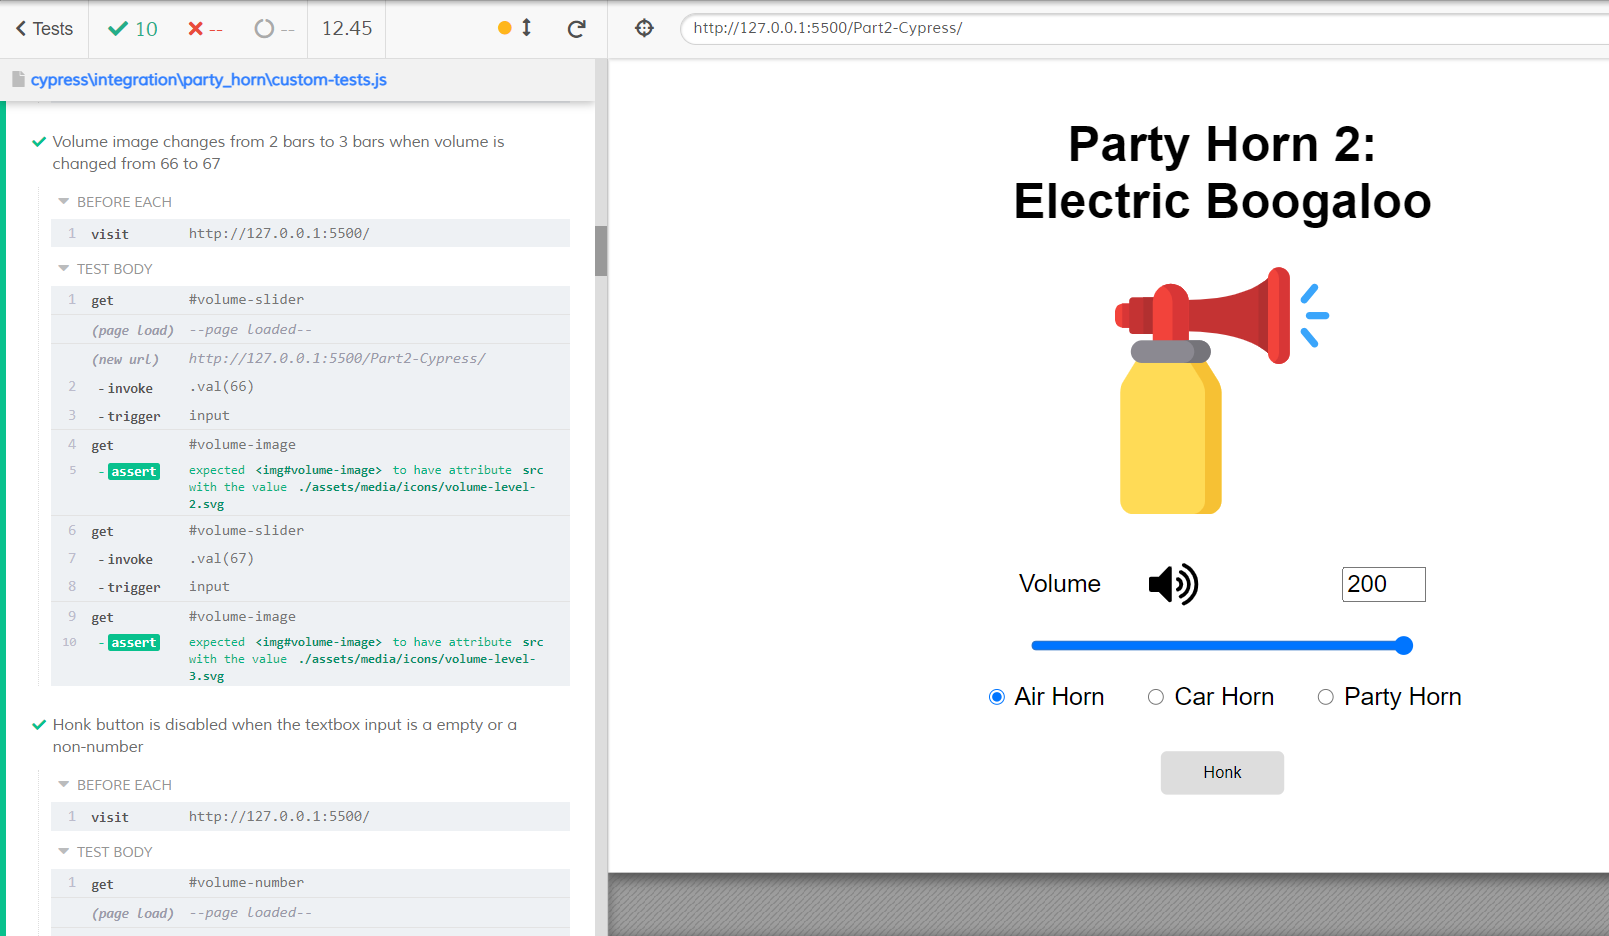 Tests 10 -- -- 12.45
http://127.0.0.1:5500/Part2-Cypress/
cypress\integration\party_horn\custom-tests.js
Volume image changes from 2 bars to 3 bars when volume is
changed from 66 to 67
BEFORE EACH
1 visit http://127.0.0.1:5500/
TEST BODY
1 get #volume-slider
(page load) --page loaded--
(new url) http://127.0.0.1:5500/Part2-Cypress/
2 -invoke .val(66)
3 -trigger input
4 get #volume-image
5 -assert expected <img#volume-image> to have attribute src
with the value ./assets/media/icons/volume-level-
2.svg
6 get #volume-slider
7 -invoke .val(67)
8 -trigger input
9 get #volume-image
10 -assert expected <img#volume-image> to have attribute src
with the value ./assets/media/icons/volume-level-
3.svg
Honk button is disabled when the textbox input is a empty or a
non-number
BEFORE EACH
1 visit http://127.0.0.1:5500/
TEST BODY
1 get #volume-number
(page load) --page loaded--
Party Horn 2:
Electric Boogaloo
Volume 200
Air Horn Car Horn Party Horn
Honk